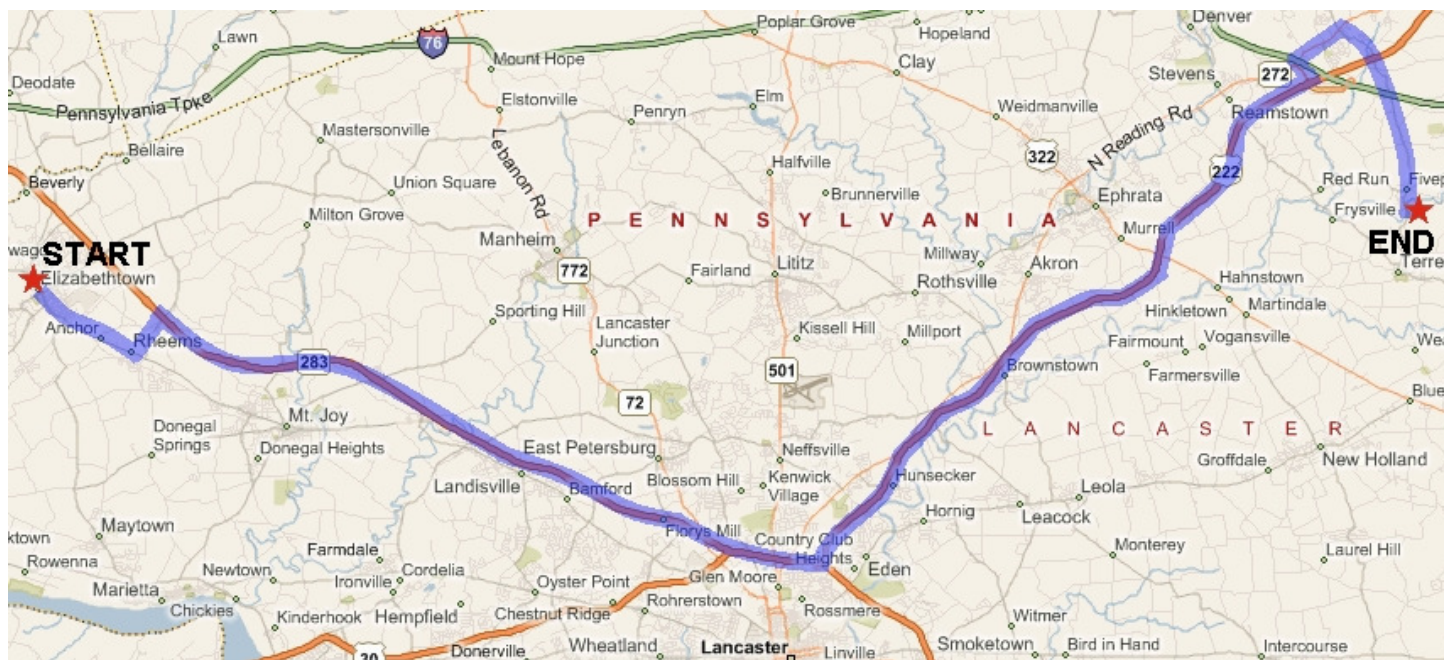 Lawn
76
Poplar Grove
Hopeland
Denver
Deodate
Mount Hope
Clay
Stevens
272
Pennsylvania Tpke
Elstonville
Penryn
Elm
Weidmanville
Reamstown
Mastersonville
Lebanon Rd
N Reading Rd
Bellaire
Halfville
322
222
Beverly
Union Square
Brunnerville
Ephrata
Red Run
Fivep
Milton Grove
PENNSYLVANIA
Frysville
START
Manheim
Murrell
END
Elizabethtown
772
Fairland
Lititz
Millway
Akron
Terre
Rothsville
Hahnstown
Martindale
Sporting Hill
Hinkletown
Anchor
Rheems
Lancaster
Junction
Kissell Hill
Millport
Fairmount
Vogansville
Wea
283
501
Brownstown
Farmersville
Blue
72
Mt. Joy
Donegal
Springs
Donegal Heights
East Petersburg
Neffsville
LANCASTER
Groffdale
New Holland
Landisville
Bamford
Blossom Hill
Kenwick
Village
Hunsecker
Leola
Leacock
Hornig
Maytown
Florys Mill
Country Club
Heights
Farmdale
Eden
Monterey
Laurel Hill
ktown
Rowenna
Newtown
Cordelia
Ironville
Oyster Point
Glen Moore
Marietta
Chickies
Kinderhook
Hempfield
Chestnut Ridge
Rohrerstown
Rossmere
Witmer
30
Donerville
Wheatland
Lancaster
Linville
Smoketown
Bird in Hand
Intercourse